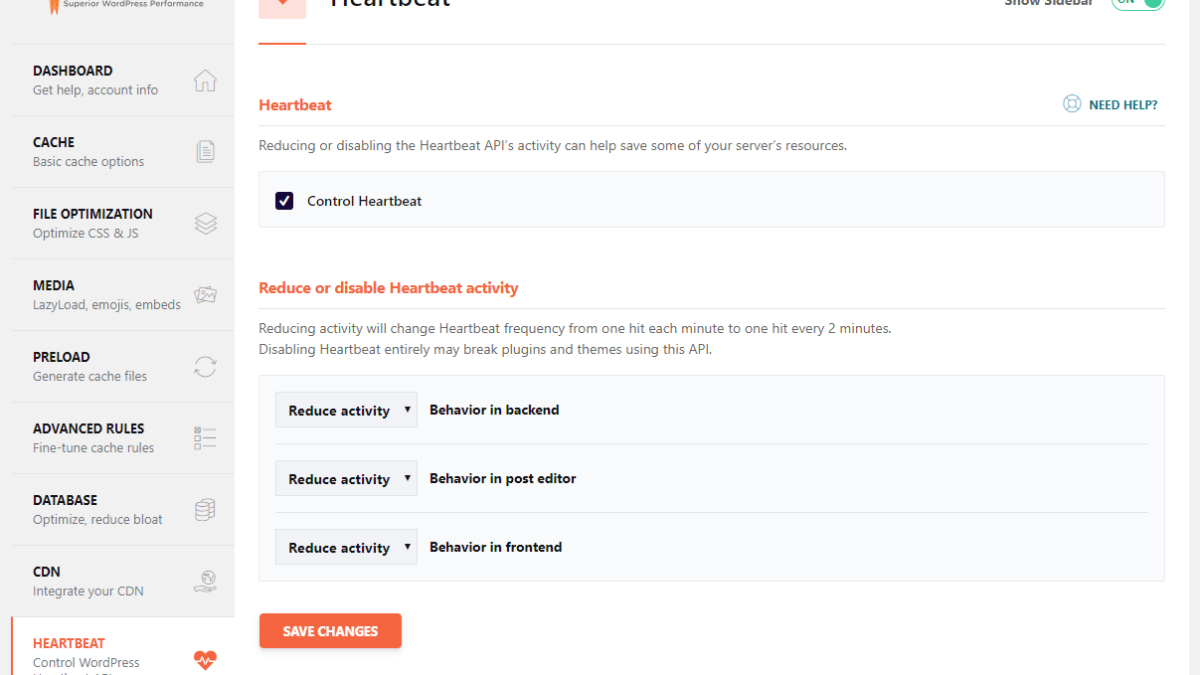 Superior WordPress Performance
Heartbeat
Show Sidebar
ON
DASHBOARD
Get help, account info
CACHE
Basic cache options
FILE OPTIMIZATION
Optimize CSS & JS
MEDIA
LazyLoad, emojis, embeds
PRELOAD
Generate cache files
ADVANCED RULES
Fine-tune cache rules
DATABASE
Optimize, reduce bloat
CDN
Integrate your CDN
HEARTBEAT
Control WordPress
Heartbeat
NEED HELP?
Reducing or disabling the Heartbeat API’s activity can help save some of your server’s resources.
Control Heartbeat
Reduce or disable Heartbeat activity
Reducing activity will change Heartbeat frequency from one hit each minute to one hit every 2 minutes.
Disabling Heartbeat entirely may break plugins and themes using this API.
Reduce activity Behavior in backend
Reduce activity Behavior in post editor
Reduce activity Behavior in frontend
SAVE CHANGES